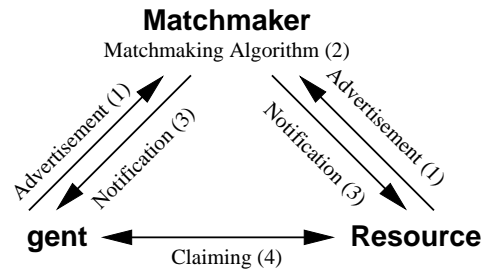 Matchmaker
Matchmaking Algorithm (2)
Advertisement (1)
Notification (3)
Notification (3)
Advertisement (1)
gent
Claiming (4)
Resource